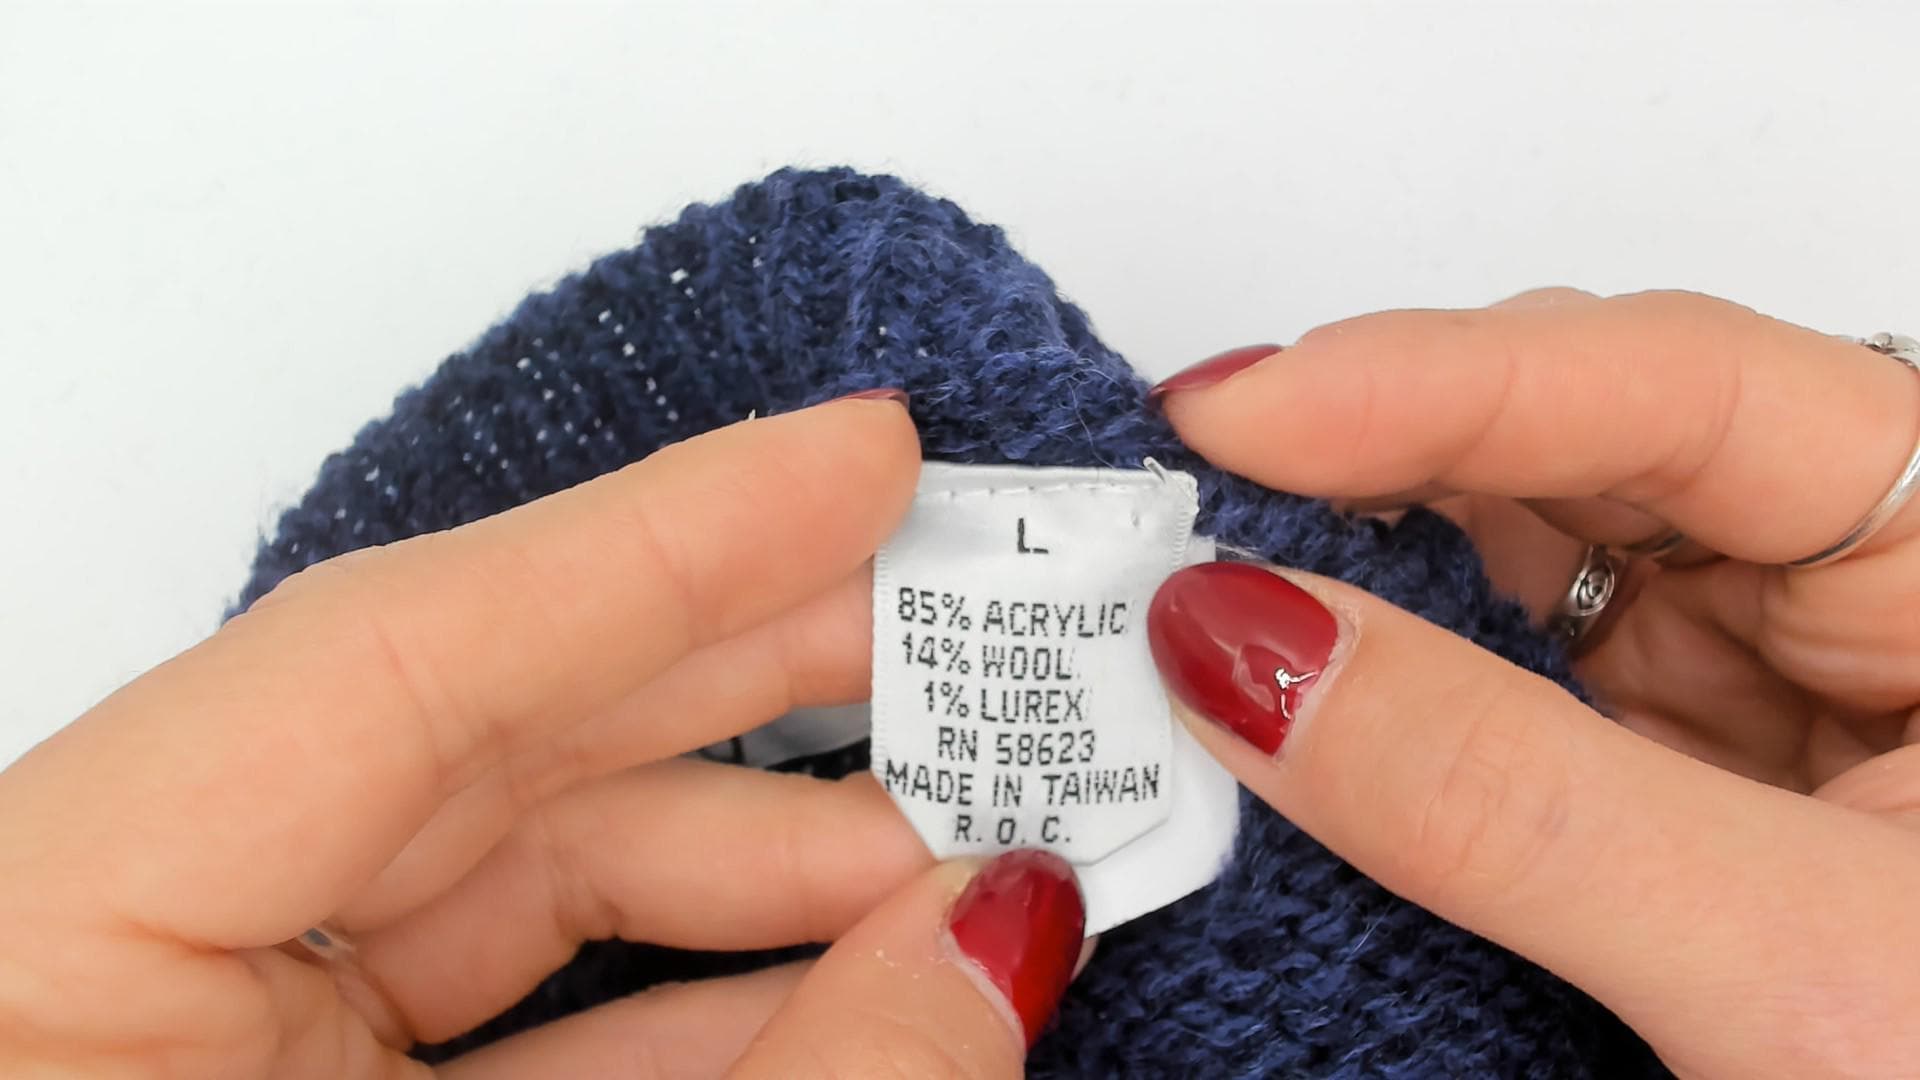 L
85% ACRYLIC
14% WOOL
1% LUREX
RN 58623
MADE IN TAIWAN
R. O. C.